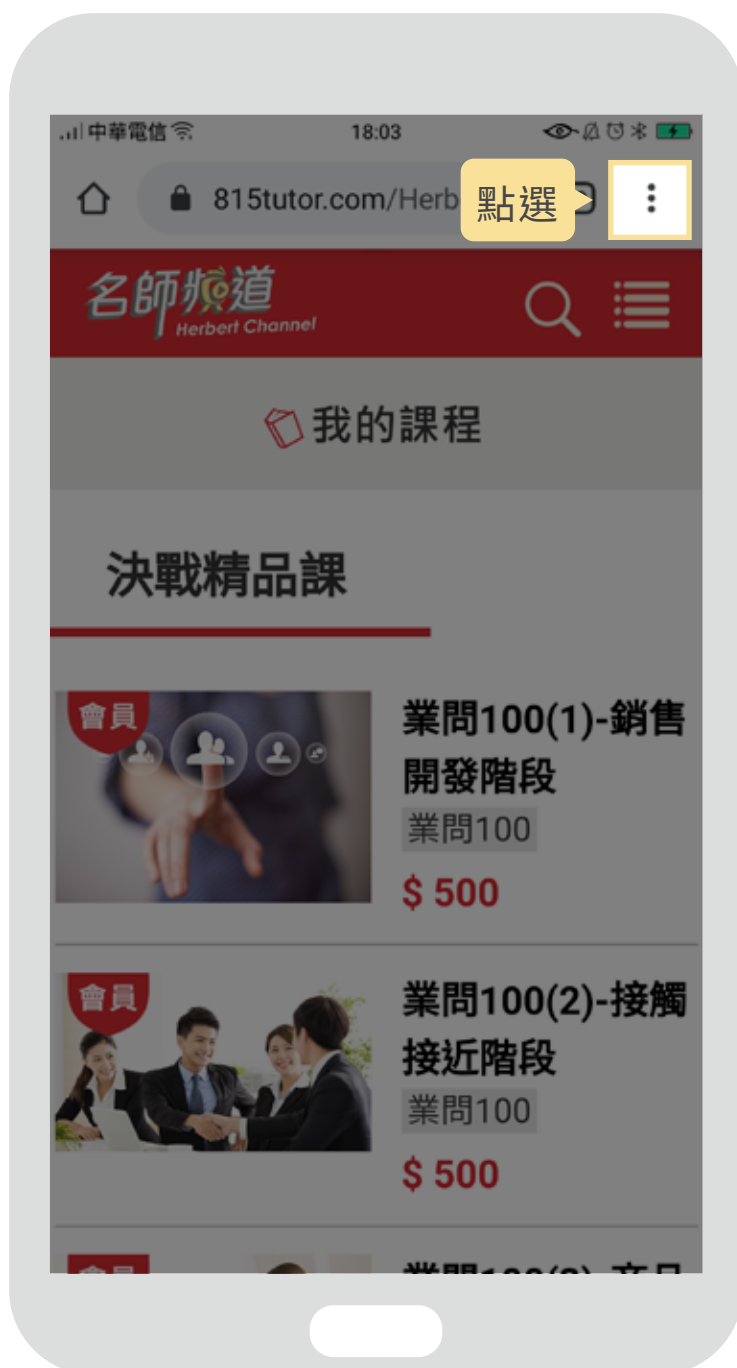 中華電信
18:03
815tutor.com/Herb
點選
名師頻道
Herbert Channel
我的課程
決戰精品課
會員
業問100(1)-銷售
開發階段
業問100
$ 500
會員
業問100(2)-接觸
接近階段
業問100
$ 500